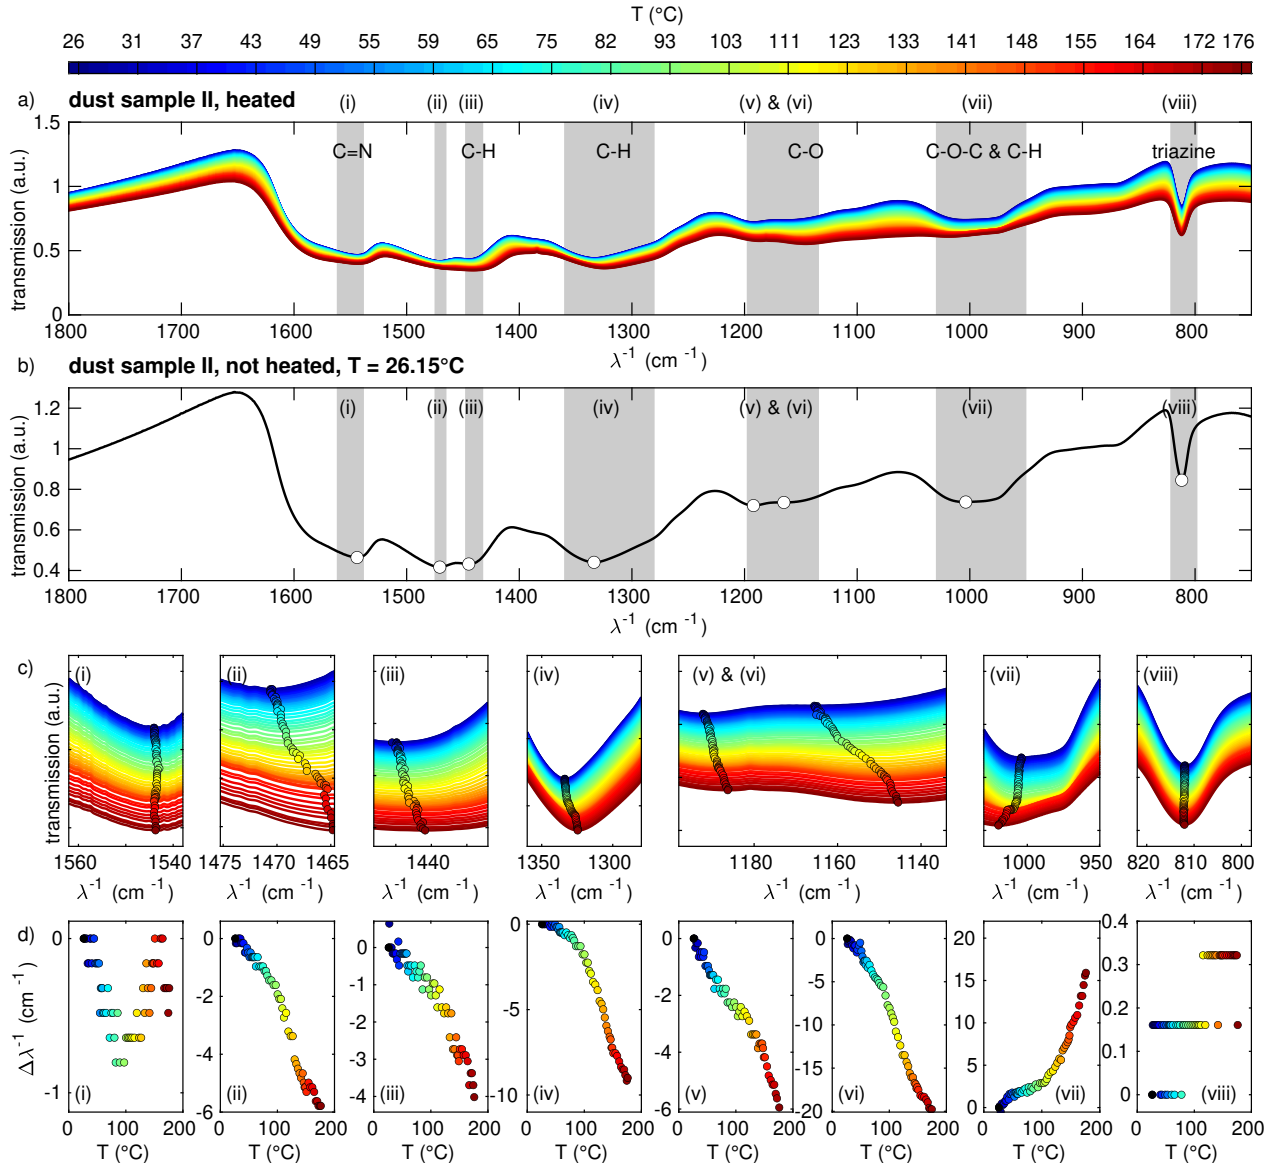 T (°C)
26 31 37 43 49 55 59 65 75 82 93 103 111 123 133 141 148 155 164 172 176
a) dust sample II, heated (i) (ii) (iii) (iv) (v) & (vi) (vii) (viii)
C=N C-H C-H C-O C-O-C & C-H triazine
transmission (a.u.)
1.5
1
0.5
0
1800 1700 1600 1500 1400 1300 1200 1100 1000 900 800
λ-1 (cm -1)
b) dust sample II, not heated, T = 26.15°C
(i) (ii) (iii) (iv) (v) & (vi) (vii) (viii)
transmission (a.u.)
1.2
1
0.8
0.6
0.4
1800 1700 1600 1500 1400 1300 1200 1100 1000 900 800
λ-1 (cm -1)
c) (i) (ii) (iii) (iv) (v) & (vi) (vii) (viii)
transmission (a.u.)
1560 1540 1475 1470 1465 1440 1350 1300 1180 1160 1140 1000 950 820 810 800
λ-1 (cm -1) λ-1 (cm -1) λ-1 (cm -1) λ-1 (cm -1) λ-1 (cm -1) λ-1 (cm -1) λ-1 (cm -1)
d)
Δλ-1 (cm -1)
0
-1
(i)
0 100 200
T (°C)
0
-2
-4
-6
(ii)
0 100 200
T (°C)
0
-1
-2
-3
-4
(iii)
0 100 200
T (°C)
0
-5
-10
(iv)
0 100 200
T (°C)
0
-2
-4
-6
(v)
0 100 200
T (°C)
0
-5
-10
-15
-20
(vi)
0 100 200
T (°C)
20
15
10
5
0
(vii)
0 100 200
T (°C)
0.4
0.3
0.2
0.1
0
(viii)
0 100 200
T (°C)